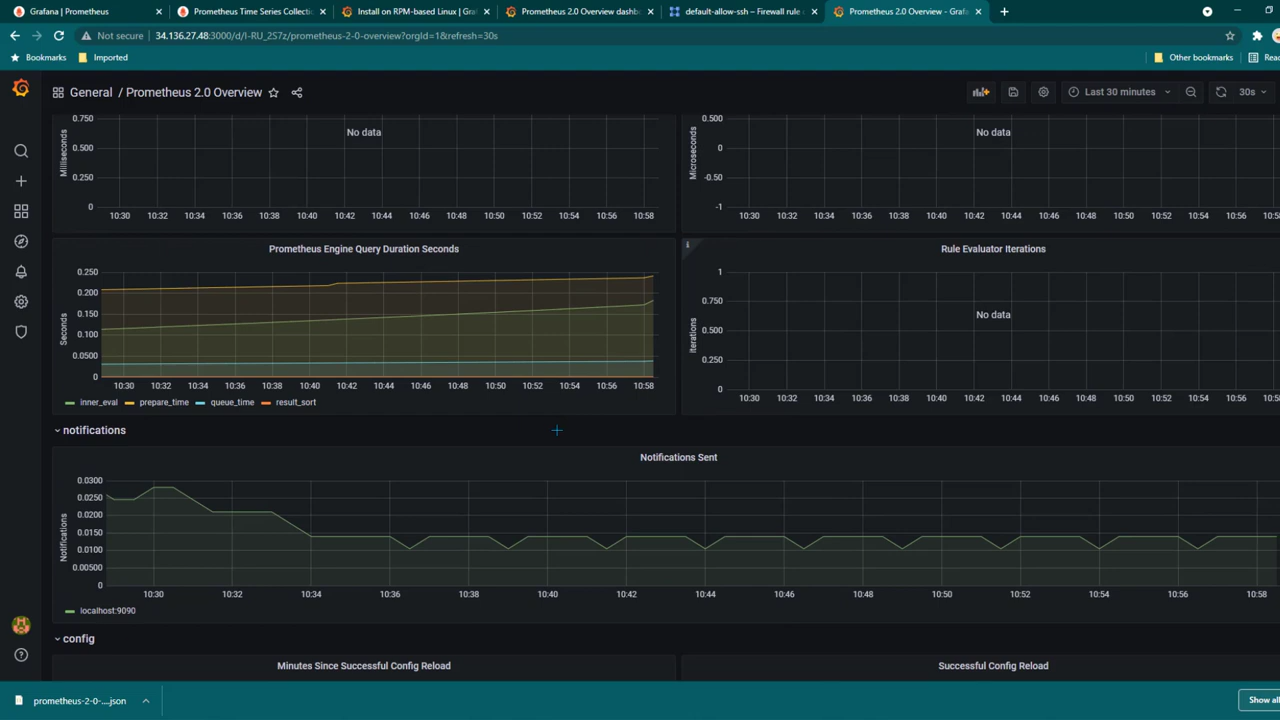 Grafana | Prometheus
Prometheus Time Series Collectio
Install on RPM-based Linux | Gra
Prometheus 2.0 Overview dashb
default-allow-ssh – Firewall rule
Prometheus 2.0 Overview - Grafa
Not secure
34.136.27.48:3000/d/I-RU_2S7z/prometheus-2-0-overview?orgId=1&refresh=30s
Bookmarks
Imported
Other bookmarks
Reac
General / Prometheus 2.0 Overview
Last 30 minutes
30s
0.750
0.500
0.250
0
Milliseconds
No data
10:30 10:32 10:34 10:36 10:38 10:40 10:42 10:44 10:46 10:48 10:50 10:52 10:54 10:56 10:58
0.500
0
-0.50
-1
Microseconds
No data
10:30 10:32 10:34 10:36 10:38 10:40 10:42 10:44 10:46 10:48 10:50 10:52 10:54 10:56 10:58
Prometheus Engine Query Duration Seconds
0.250
0.200
0.150
0.100
0.0500
0
Seconds
10:30 10:32 10:34 10:36 10:38 10:40 10:42 10:44 10:46 10:48 10:50 10:52 10:54 10:56 10:58
inner_eval prepare_time queue_time result_sort
i
Rule Evaluator Iterations
1
0.750
0.500
0.250
0
iterations
No data
10:30 10:32 10:34 10:36 10:38 10:40 10:42 10:44 10:46 10:48 10:50 10:52 10:54 10:56 10:58
notifications
Notifications Sent
0.0300
0.0250
0.0200
0.0150
0.0100
0.00500
0
Notifications
10:30 10:32 10:34 10:36 10:38 10:40 10:42 10:44 10:46 10:48 10:50 10:52 10:54 10:56 10:58
localhost:9090
config
Minutes Since Successful Config Reload
Successful Config Reload
prometheus-2-0-....json
Show all